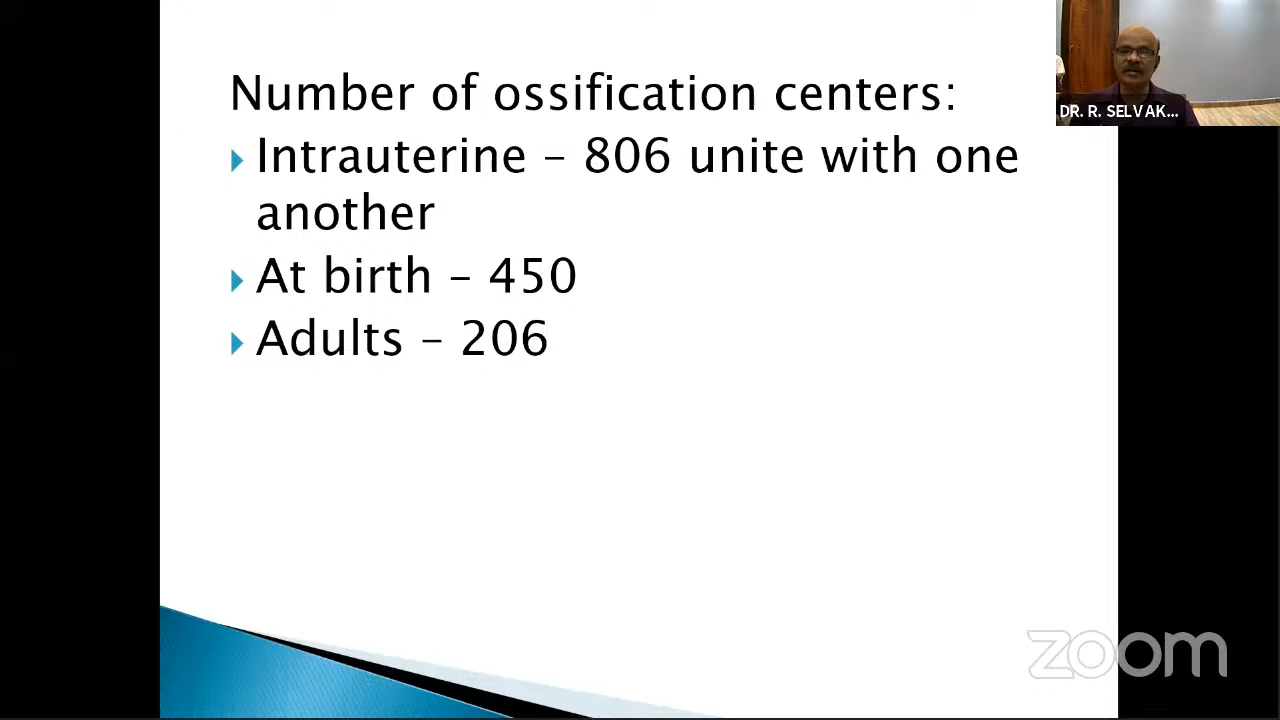 Number of ossification centers:
Intrauterine – 806 unite with one
another
At birth – 450
Adults – 206
DR. R. SELVAK...
zoom